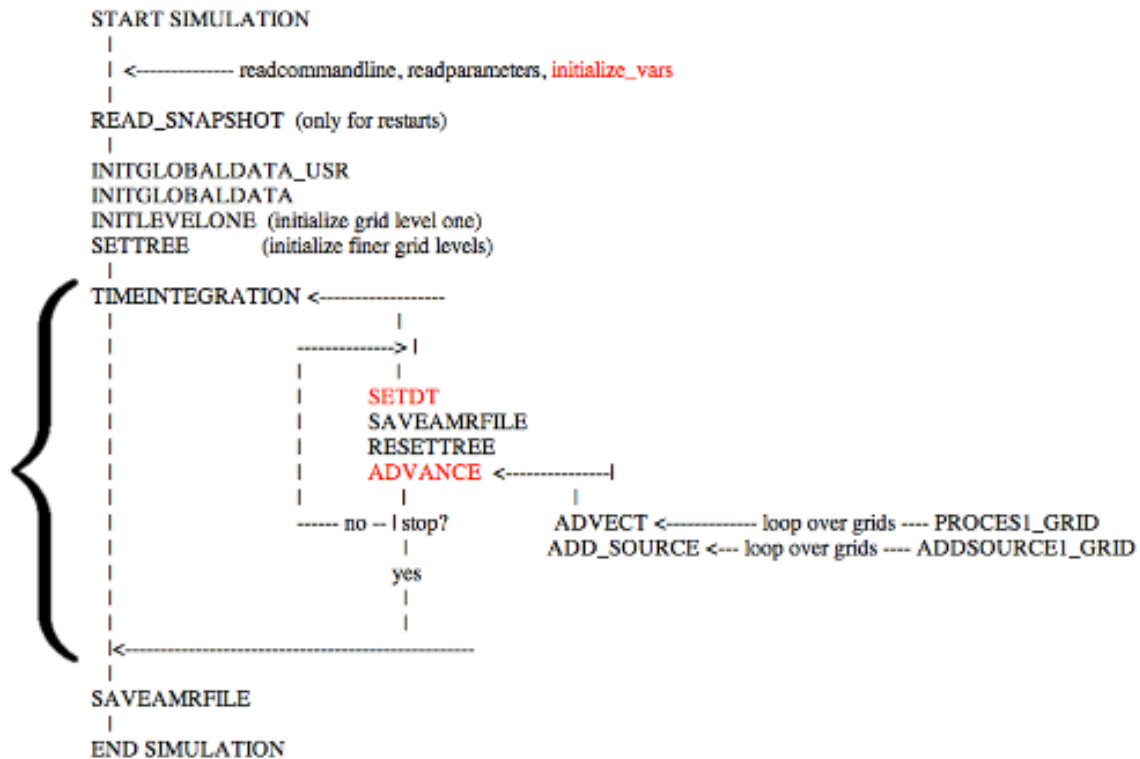 START SIMULATION
| <-------------- readcommandline, readparameters, initialize_vars
READ_SNAPSHOT (only for restarts)
INITGLOBALDATA_USR
INITGLOBALDATA
INITLEVELONE (initialize grid level one)
SETTREE (initialize finer grid levels)
TIMEINTEGRATION <-------------------
--------------> |
SETDT
SAVEAMRFILE
RESETTREE
ADVANCE <----------------|
------ no -- | stop? ADVECT <------------- loop over grids ---- PROCES1_GRID
ADD_SOURCE <--- loop over grids ---- ADDSOURCE1_GRID
yes
|<-----------------------------------------------------
SAVEAMRFILE
END SIMULATION